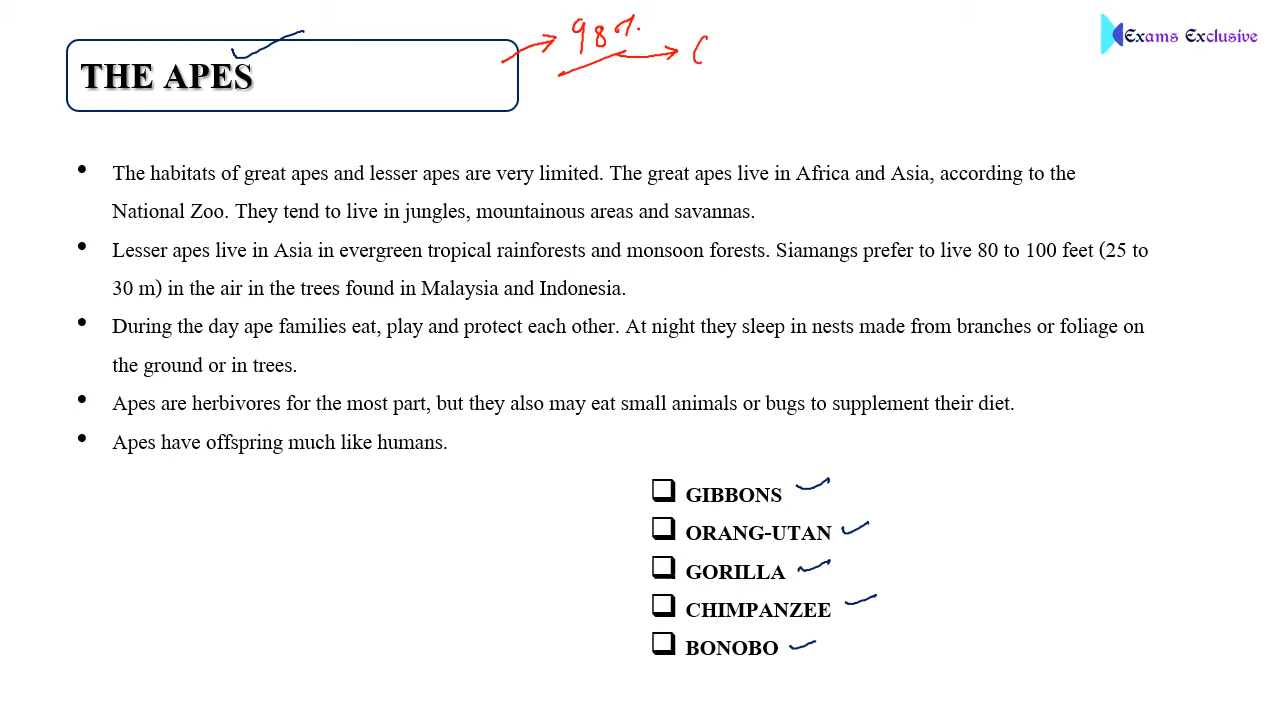 THE APES
98%
(
Exams Exclusive
• The habitats of great apes and lesser apes are very limited. The great apes live in Africa and Asia, according to the
National Zoo. They tend to live in jungles, mountainous areas and savannas.
• Lesser apes live in Asia in evergreen tropical rainforests and monsoon forests. Siamangs prefer to live 80 to 100 feet (25 to
30 m) in the air in the trees found in Malaysia and Indonesia.
• During the day ape families eat, play and protect each other. At night they sleep in nests made from branches or foliage on
the ground or in trees.
• Apes are herbivores for the most part, but they also may eat small animals or bugs to supplement their diet.
• Apes have offspring much like humans.
❑ GIBBONS
❑ ORANG-UTAN
❑ GORILLA
❑ CHIMPANZEE
❑ BONOBO